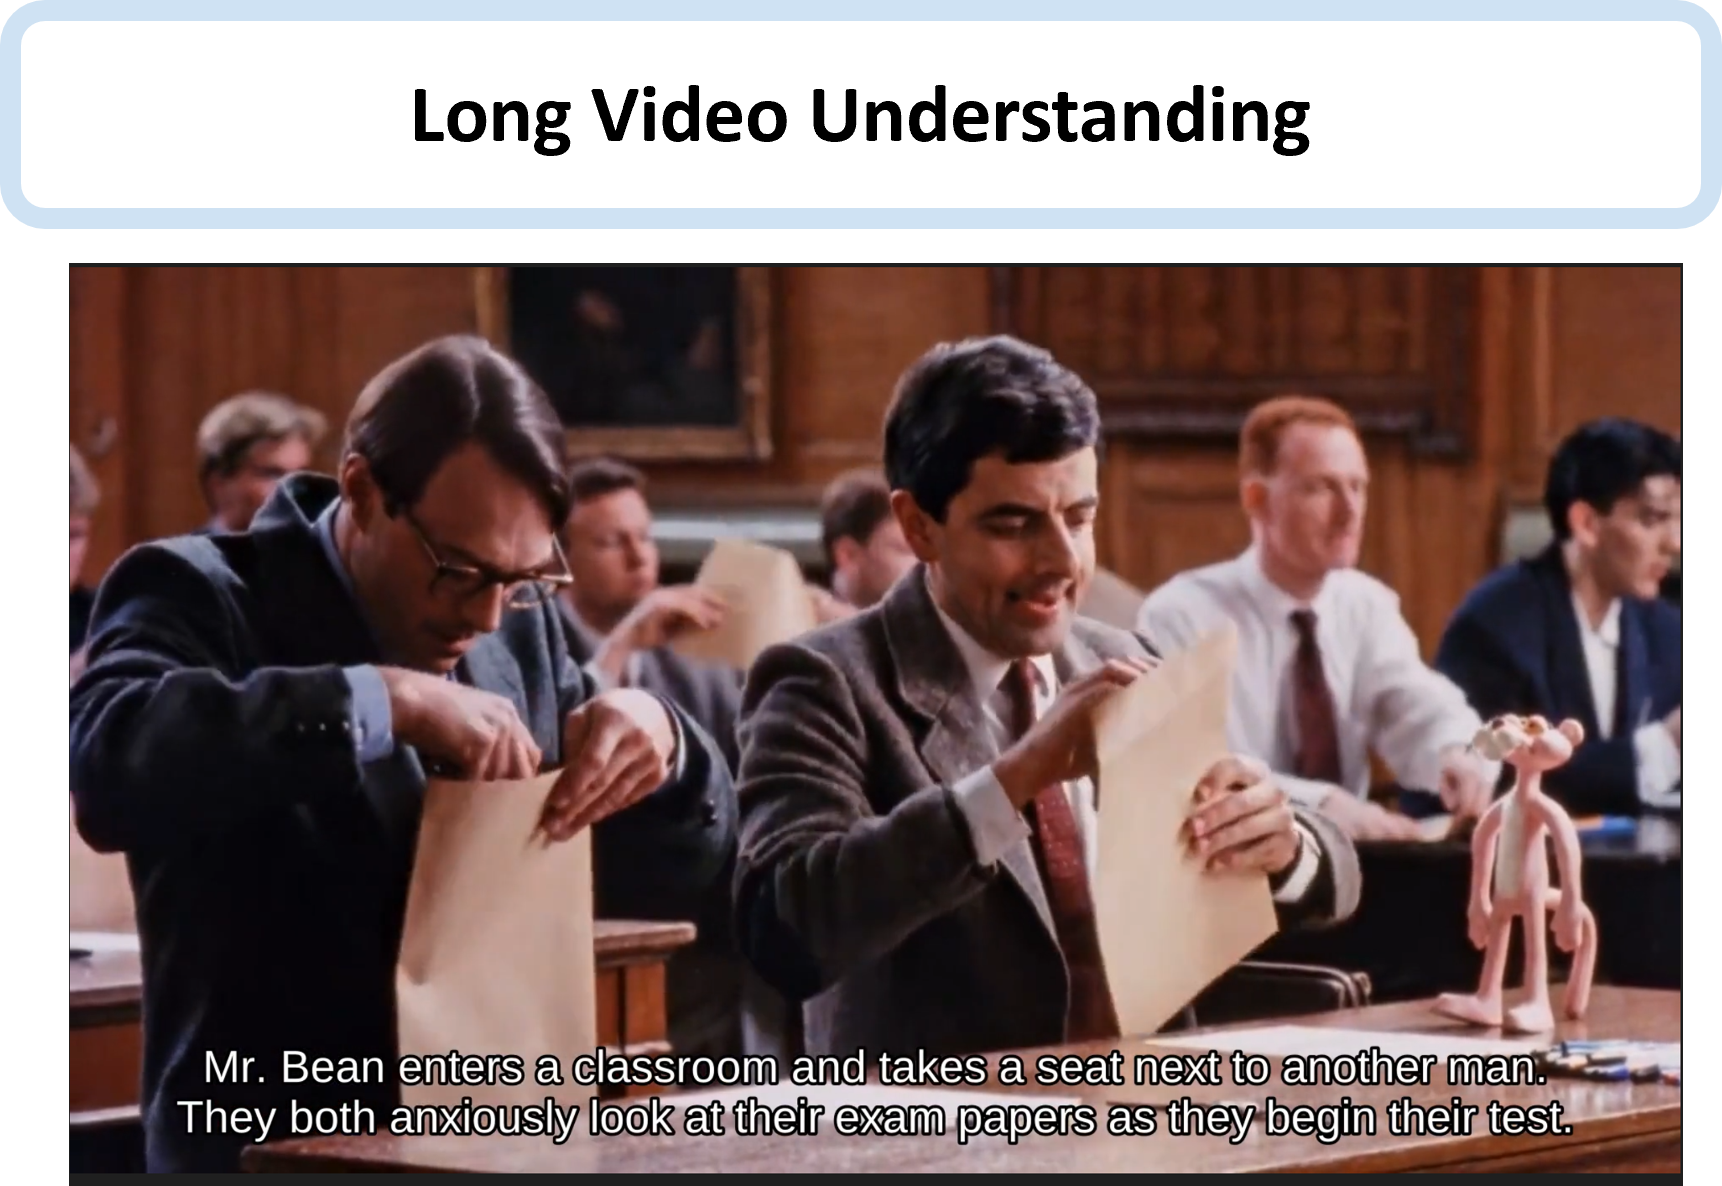 Long Video Understanding
Mr. Bean enters a classroom and takes a seat next to another man.
They both anxiously look at their exam papers as they begin their test.